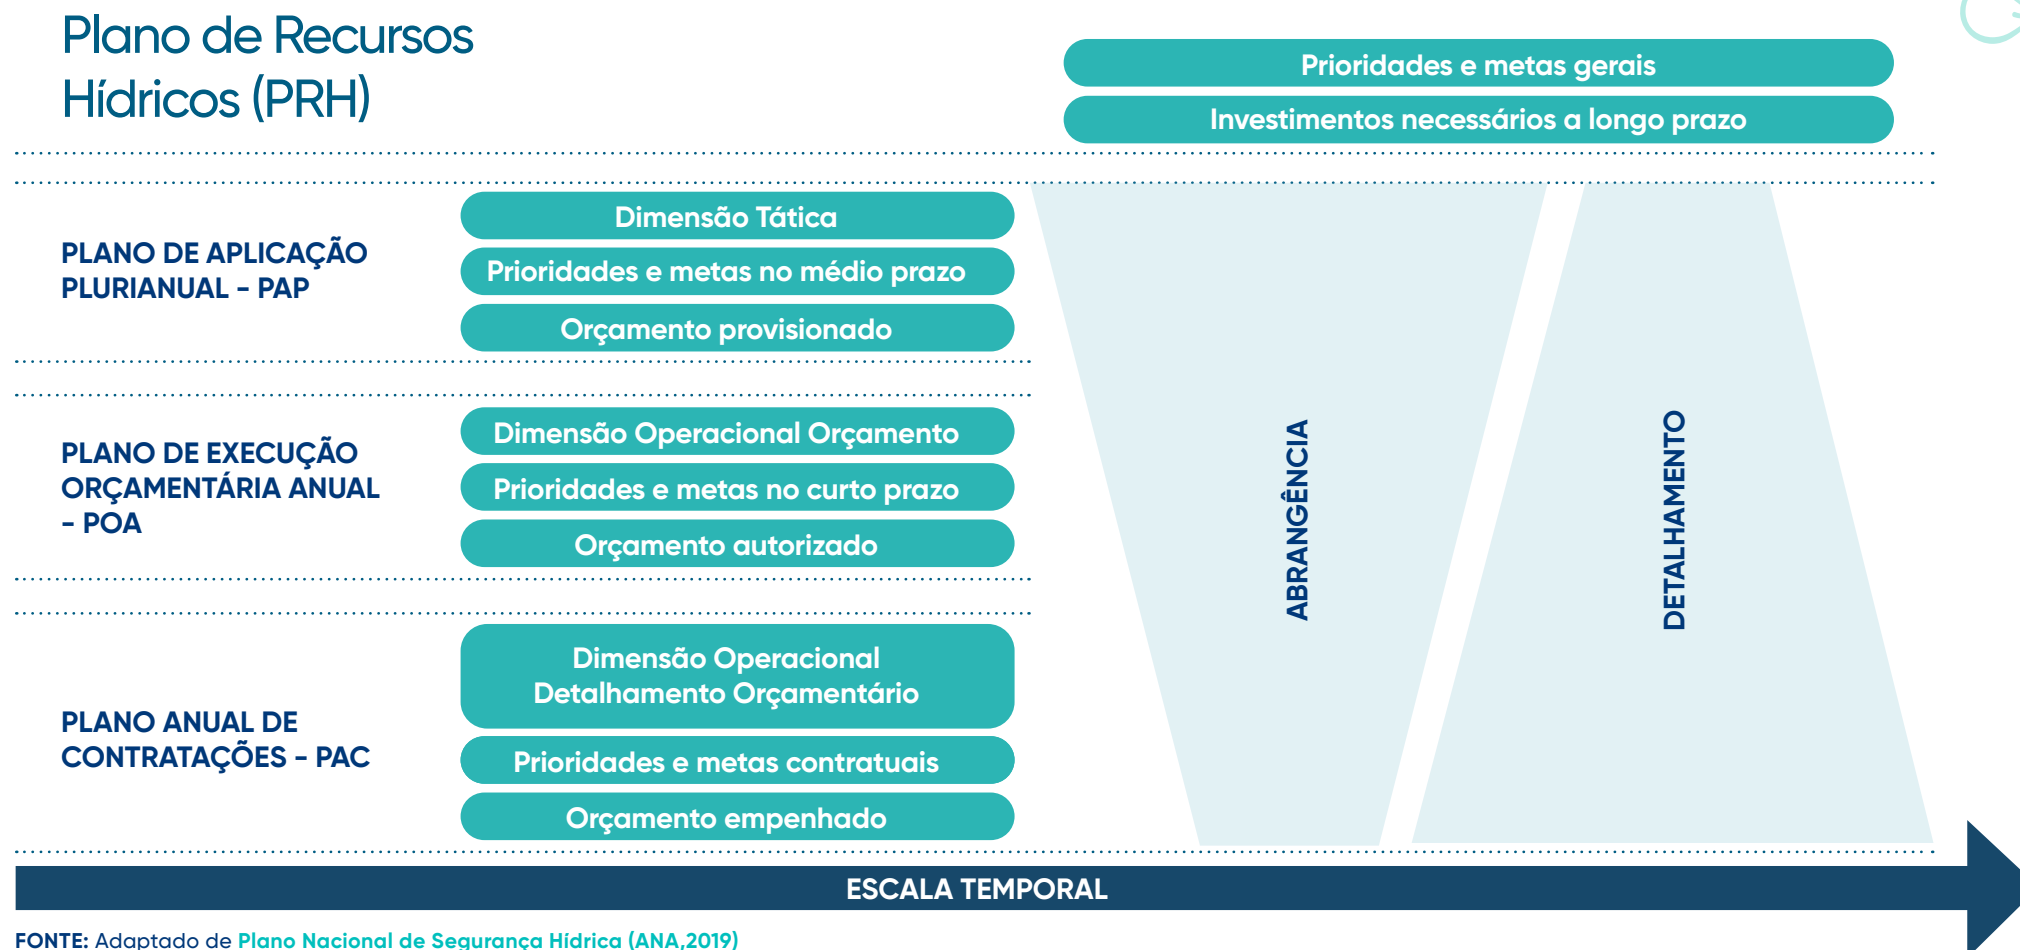 Plano de Recursos
Hídricos (PRH)
Prioridades e metas gerais
Investimentos necessários a longo prazo
PLANO DE APLICAÇÃO
PLURIANUAL - PAP
Dimensão Tática
Prioridades e metas no médio prazo
Orçamento provisionado
PLANO DE EXECUÇÃO
ORÇAMENTÁRIA ANUAL
- POA
Dimensão Operacional Orçamento
Prioridades e metas no curto prazo
Orçamento autorizado
PLANO ANUAL DE
CONTRATAÇÕES - PAC
Dimensão Operacional
Detalhamento Orçamentário
Prioridades e metas contratuais
Orçamento empenhado
ABRANGÊNCIA
DETALHAMENTO
ESCALA TEMPORAL
FONTE: Adaptado de Plano Nacional de Segurança Hídrica (ANA,2019)